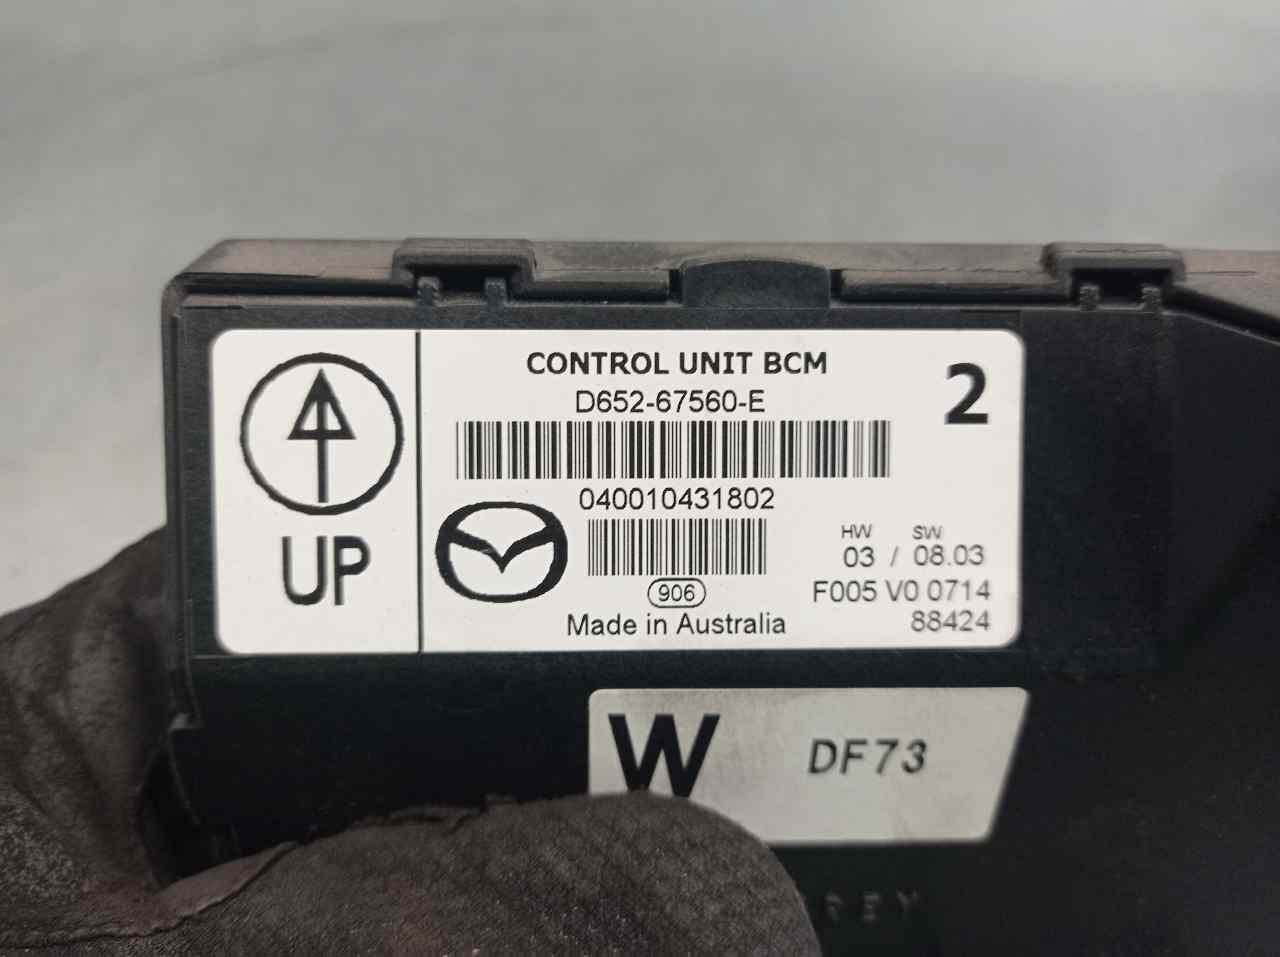 CONTROL UNIT BCM
D652-67560-E
2
040010431802
UP
HW SW
03 / 08.03
906
F005 V0 0714
Made in Australia
88424
W DF73